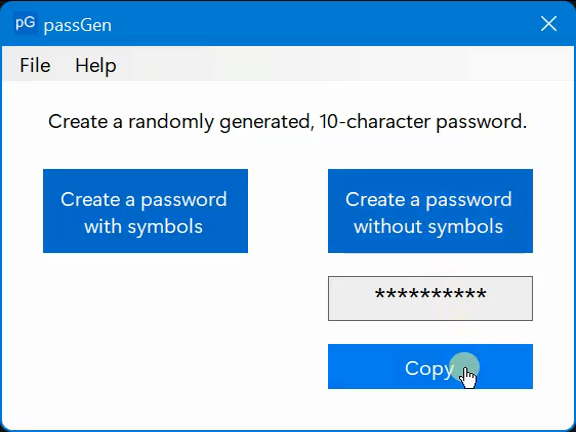 pG passGen
File Help
Create a randomly generated, 10-character password.
Create a password
with symbols
Create a password
without symbols
**********
Copy